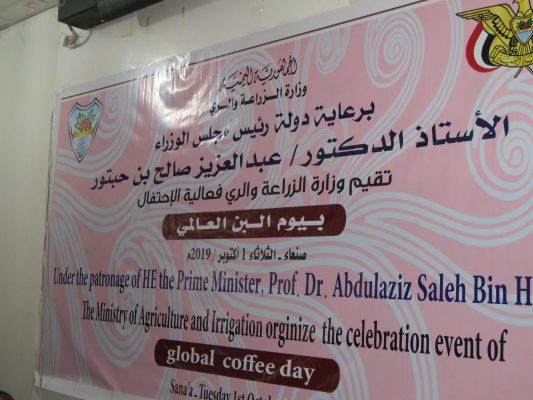 الجمهورية اليمنية
وزارة الزراعة والري
برعاية دولة رئيس مجلس الوزراء
الأستاذ الدكتور/ عبدالعزيز صالح بن حبتور
تقيم وزارة الزراعة والري فعالية الإحتفال
بيوم البن العالمي
صنعاء - الثلاثاء 1 أكتوبر / 2019م
Under the patronage of HE the Prime Minister, Prof. Dr. Abdulaziz Saleh Bin H
The Ministry of Agriculture and Irrigation orginize the celebration event of
global coffee day
Sana'a - Tuesday 1st Octob